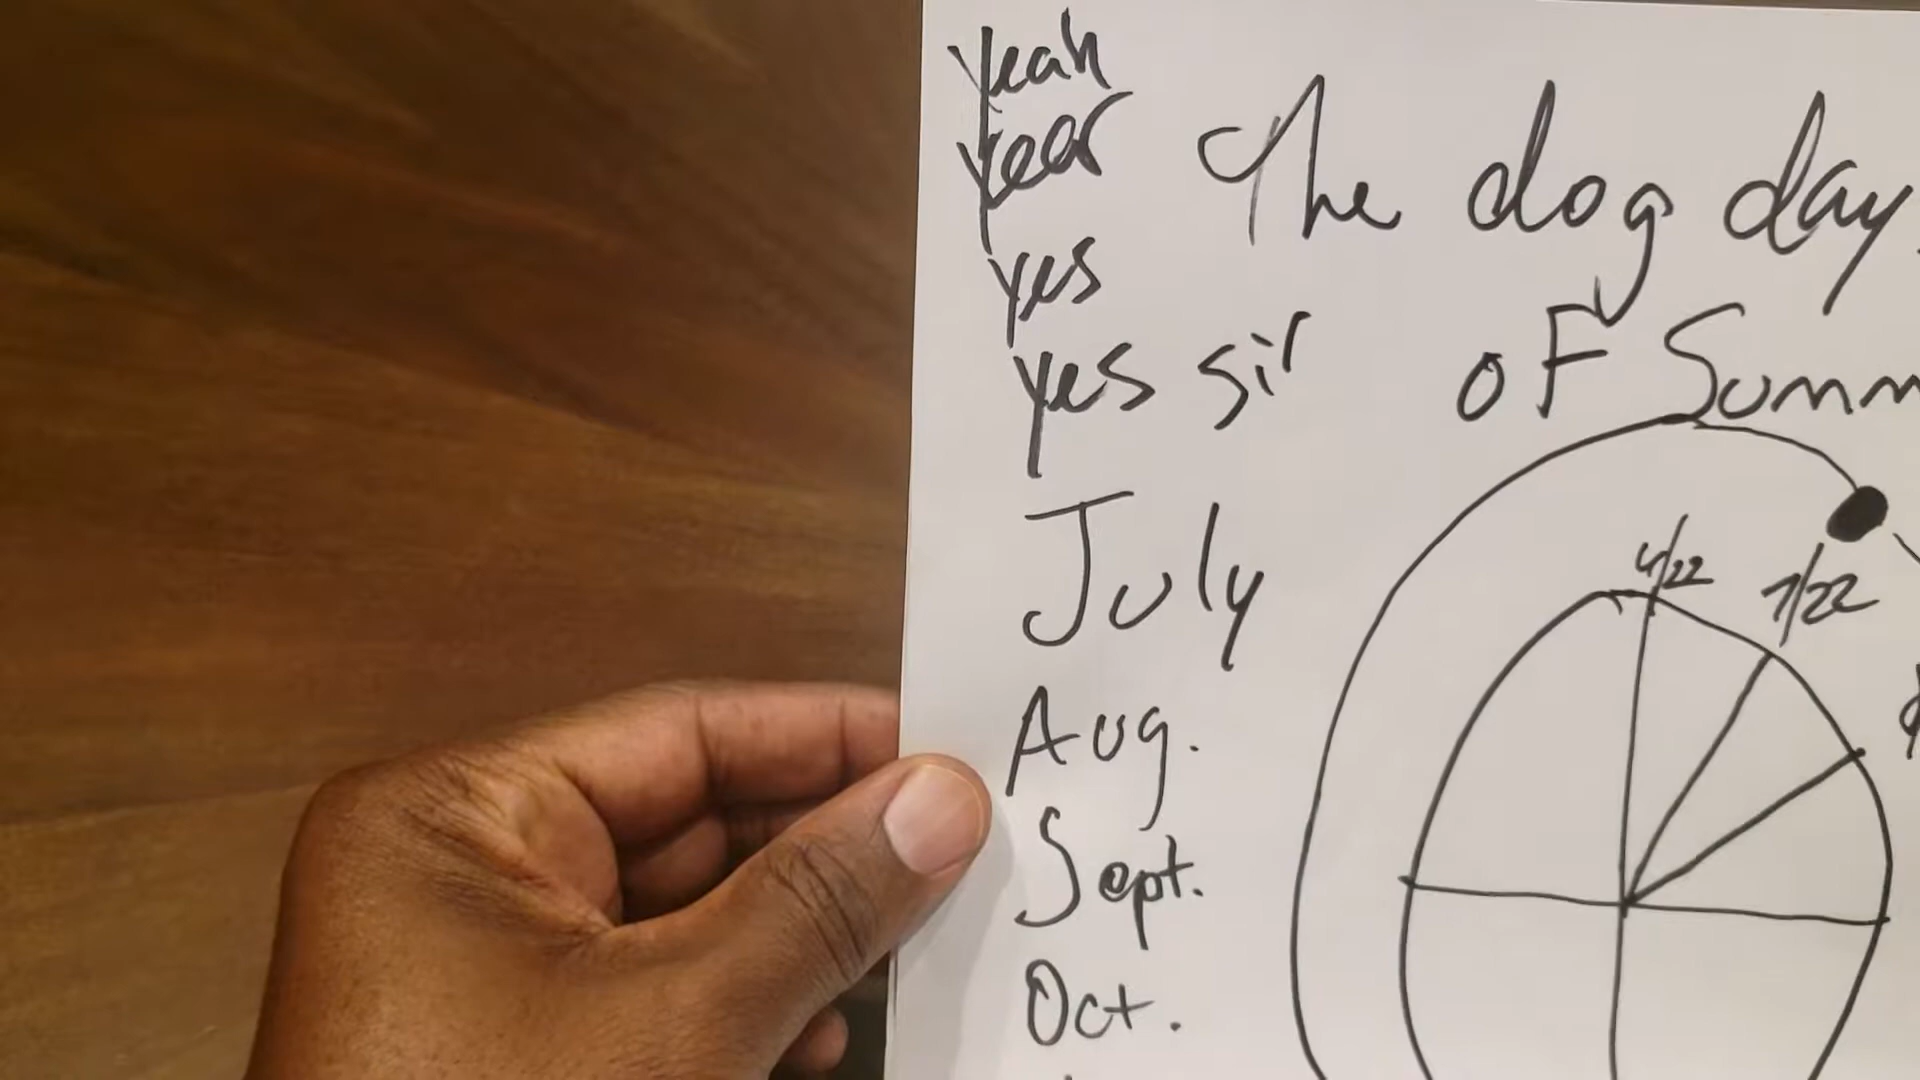 yeah
year
yes
yes sir
The dog day
of Summ
July
Aug.
Sept.
Oct.
4/22
7/22